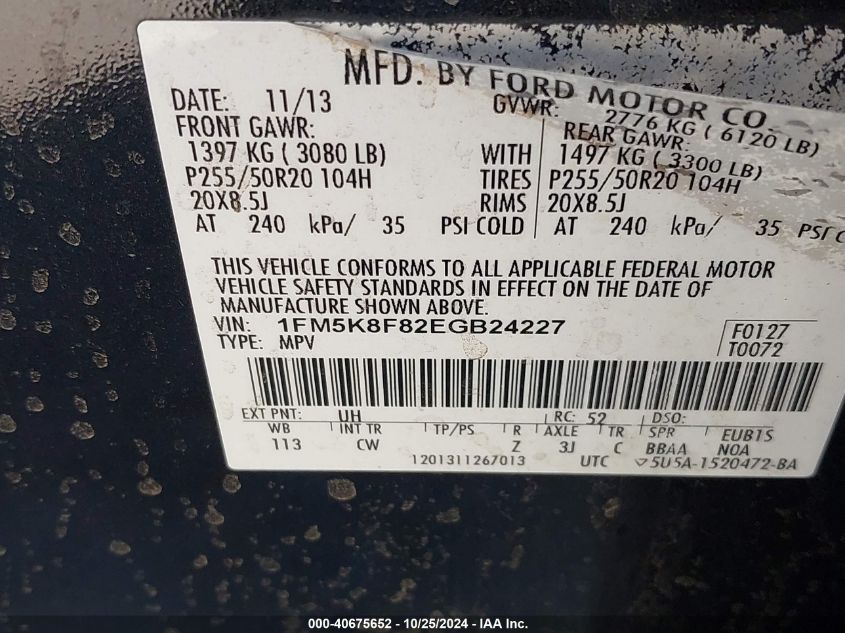 MFD. BY FORD MOTOR CO.
DATE: 11/13 GVWR: 2776 KG ( 6120 LB)
FRONT GAWR: REAR GAWR:
1397 KG ( 3080 LB) WITH 1497 KG ( 3300 LB)
P255/50R20 104H TIRES P255/50R20 104H
20X8.5J RIMS 20X8.5J
AT 240 kPa/ 35 PSI COLD AT 240 kPa/ 35 PSI C
THIS VEHICLE CONFORMS TO ALL APPLICABLE FEDERAL MOTOR
VEHICLE SAFETY STANDARDS IN EFFECT ON THE DATE OF
MANUFACTURE SHOWN ABOVE.
VIN: 1FM5K8F82EGB24227 F0127
TYPE: MPV T0072
EXT PNT: UH RC: 52 DSO:
WB INT TR TP/PS R AXLE TR SPR EUB1S
113 CW Z 3J C BBAA NOA
1201311267013 UTC ▽5U5A-1520472-BA
000-40675652 - 10/25/2024 - IAA Inc.